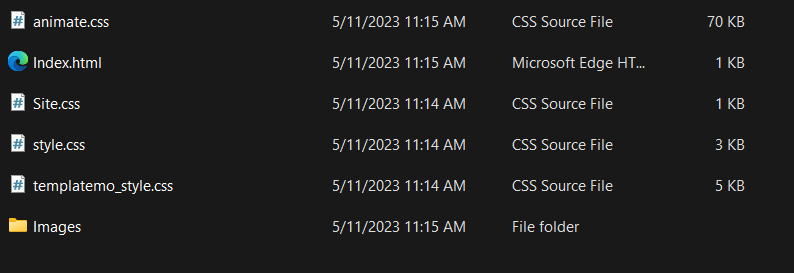 animate.css 5/11/2023 11:15 AM CSS Source File 70 KB
Index.html 5/11/2023 11:15 AM Microsoft Edge HT... 1 KB
Site.css 5/11/2023 11:14 AM CSS Source File 1 KB
style.css 5/11/2023 11:14 AM CSS Source File 3 KB
templatemo_style.css 5/11/2023 11:14 AM CSS Source File 5 KB
Images 5/11/2023 11:15 AM File folder